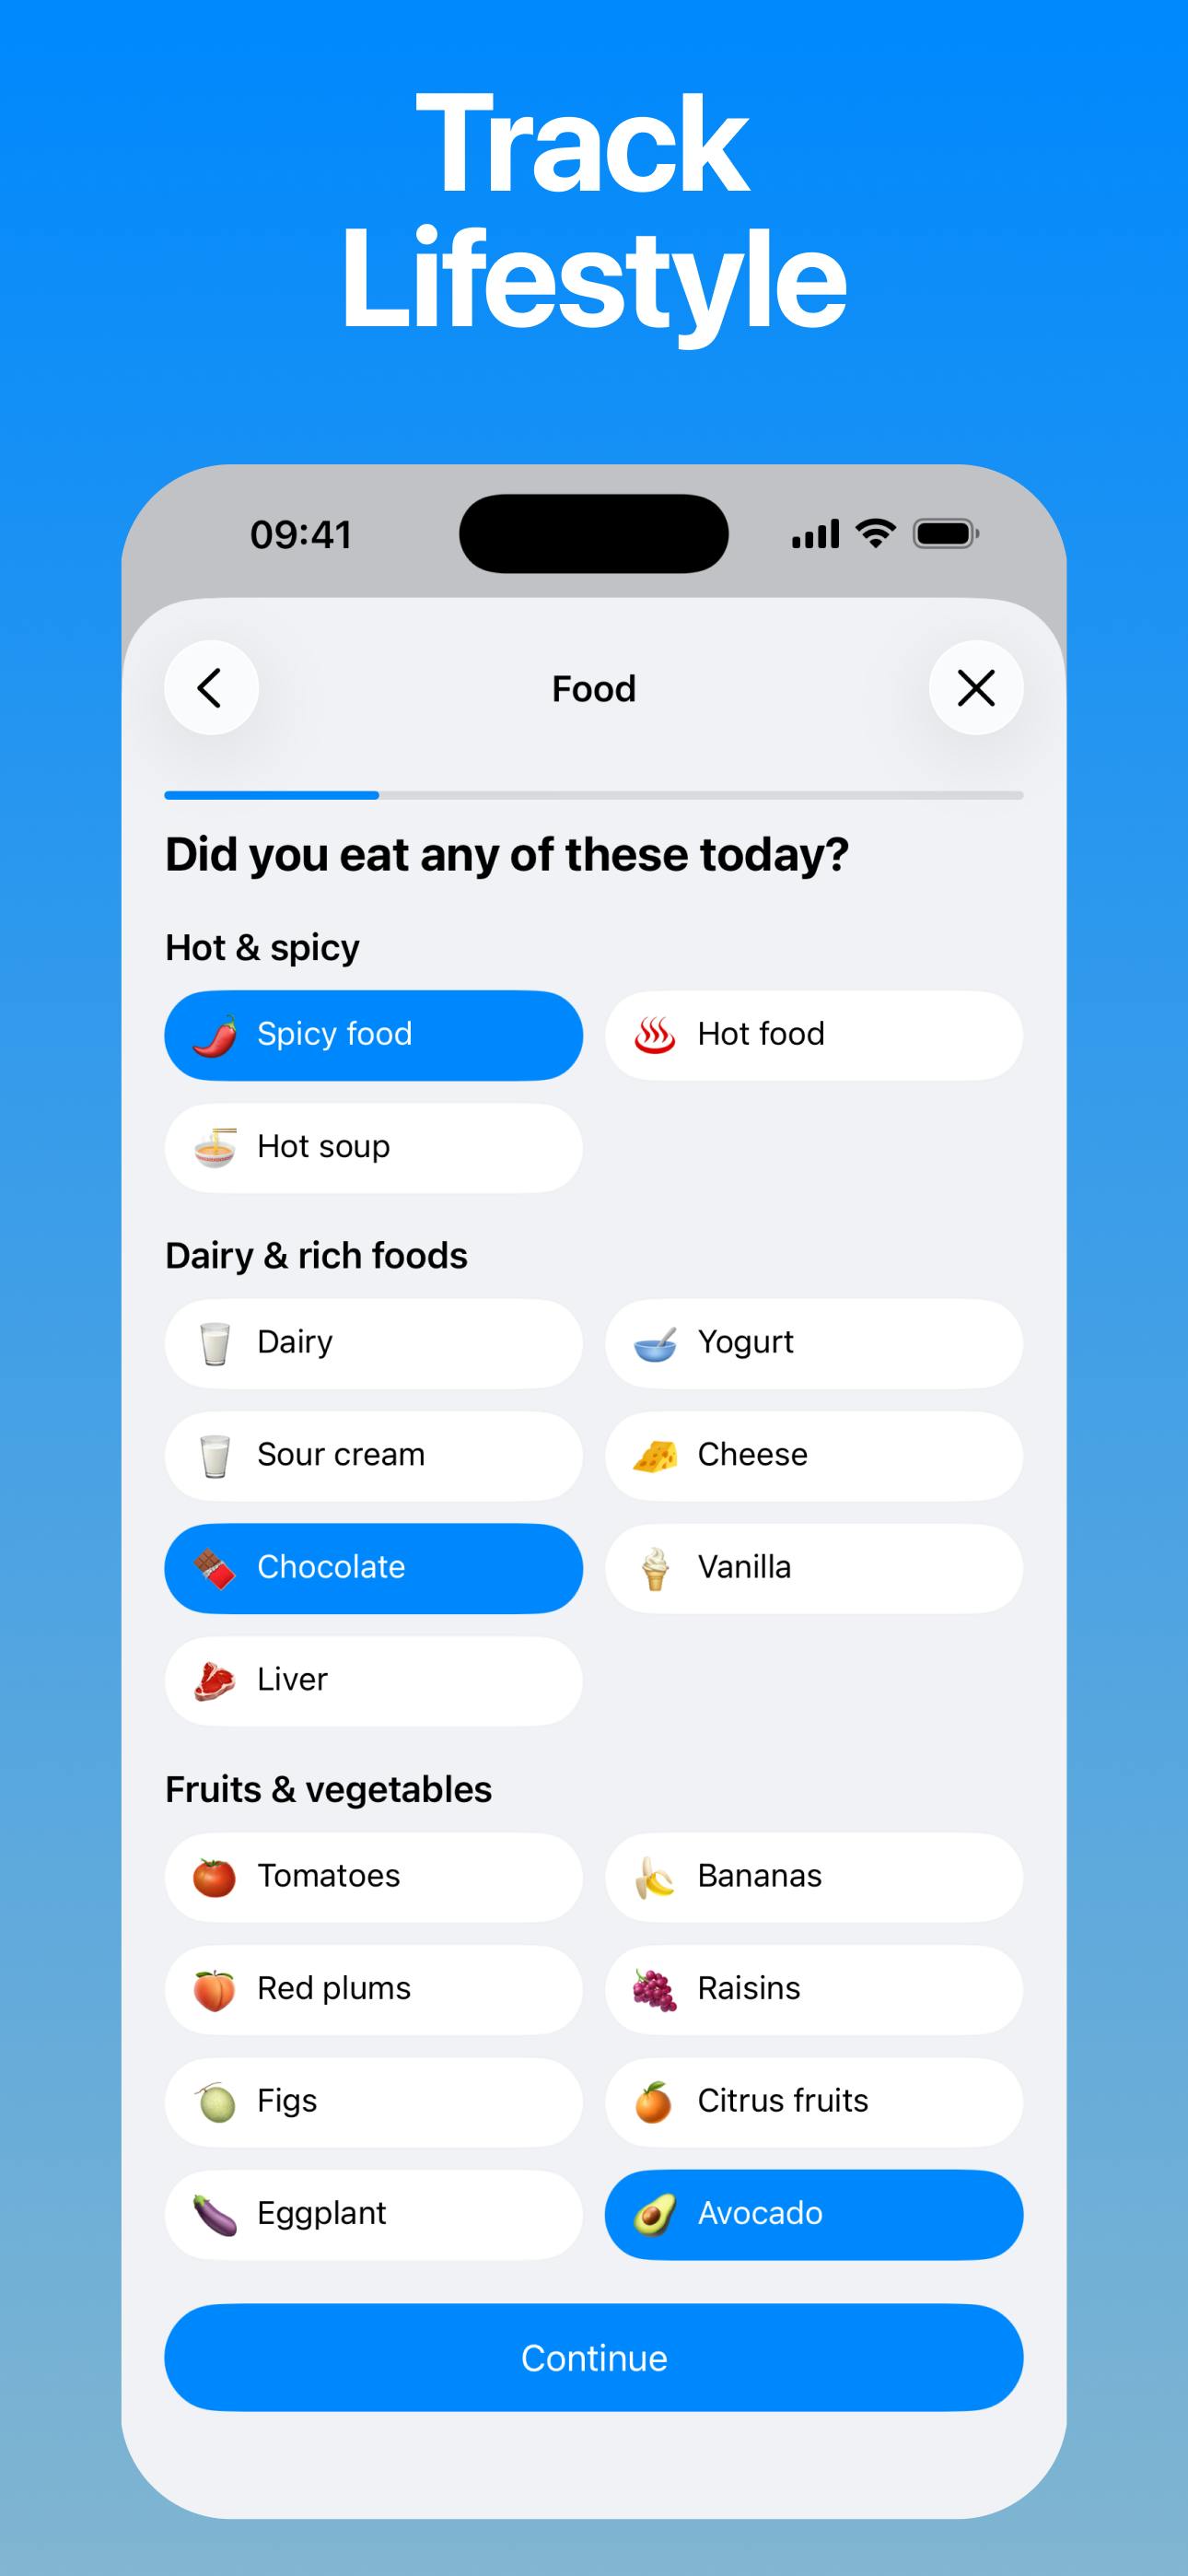 Track
Lifestyle
09:41
Food
Did you eat any of these today?
Hot & spicy
Spicy food
Hot food
Hot soup
Dairy & rich foods
Dairy
Yogurt
Sour cream
Cheese
Chocolate
Vanilla
Liver
Fruits & vegetables
Tomatoes
Bananas
Red plums
Raisins
Figs
Citrus fruits
Eggplant
Avocado
Continue